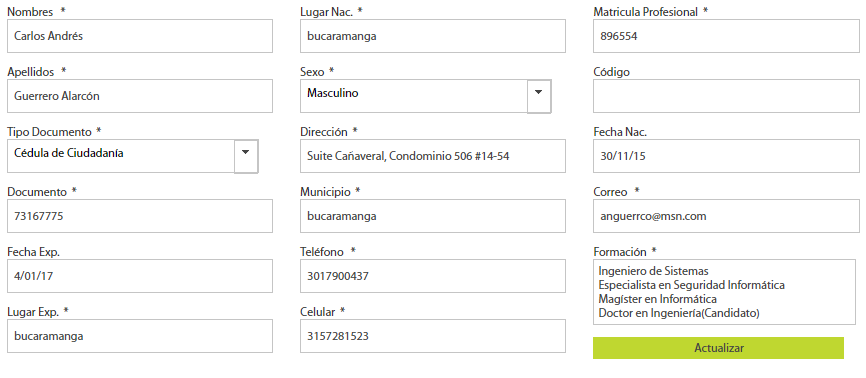 Nombres *
Carlos Andrés
Apellidos *
Guerrero Alarcón
Tipo Documento *
Cédula de Ciudadanía
Documento *
73167775
Fecha Exp.
4/01/17
Lugar Exp. *
bucaramanga
Lugar Nac. *
bucaramanga
Sexo *
Masculino
Dirección *
Suite Cañaveral, Condominio 506 #14-54
Municipio *
bucaramanga
Teléfono *
3017900437
Celular *
3157281523
Matricula Profesional *
896554
Código
Fecha Nac.
30/11/15
Correo *
anguerrco@msn.com
Formación *
Ingeniero de Sistemas
Especialista en Seguridad Informática
Magíster en Informática
Doctor en Ingeniería(Candidato)
Actualizar